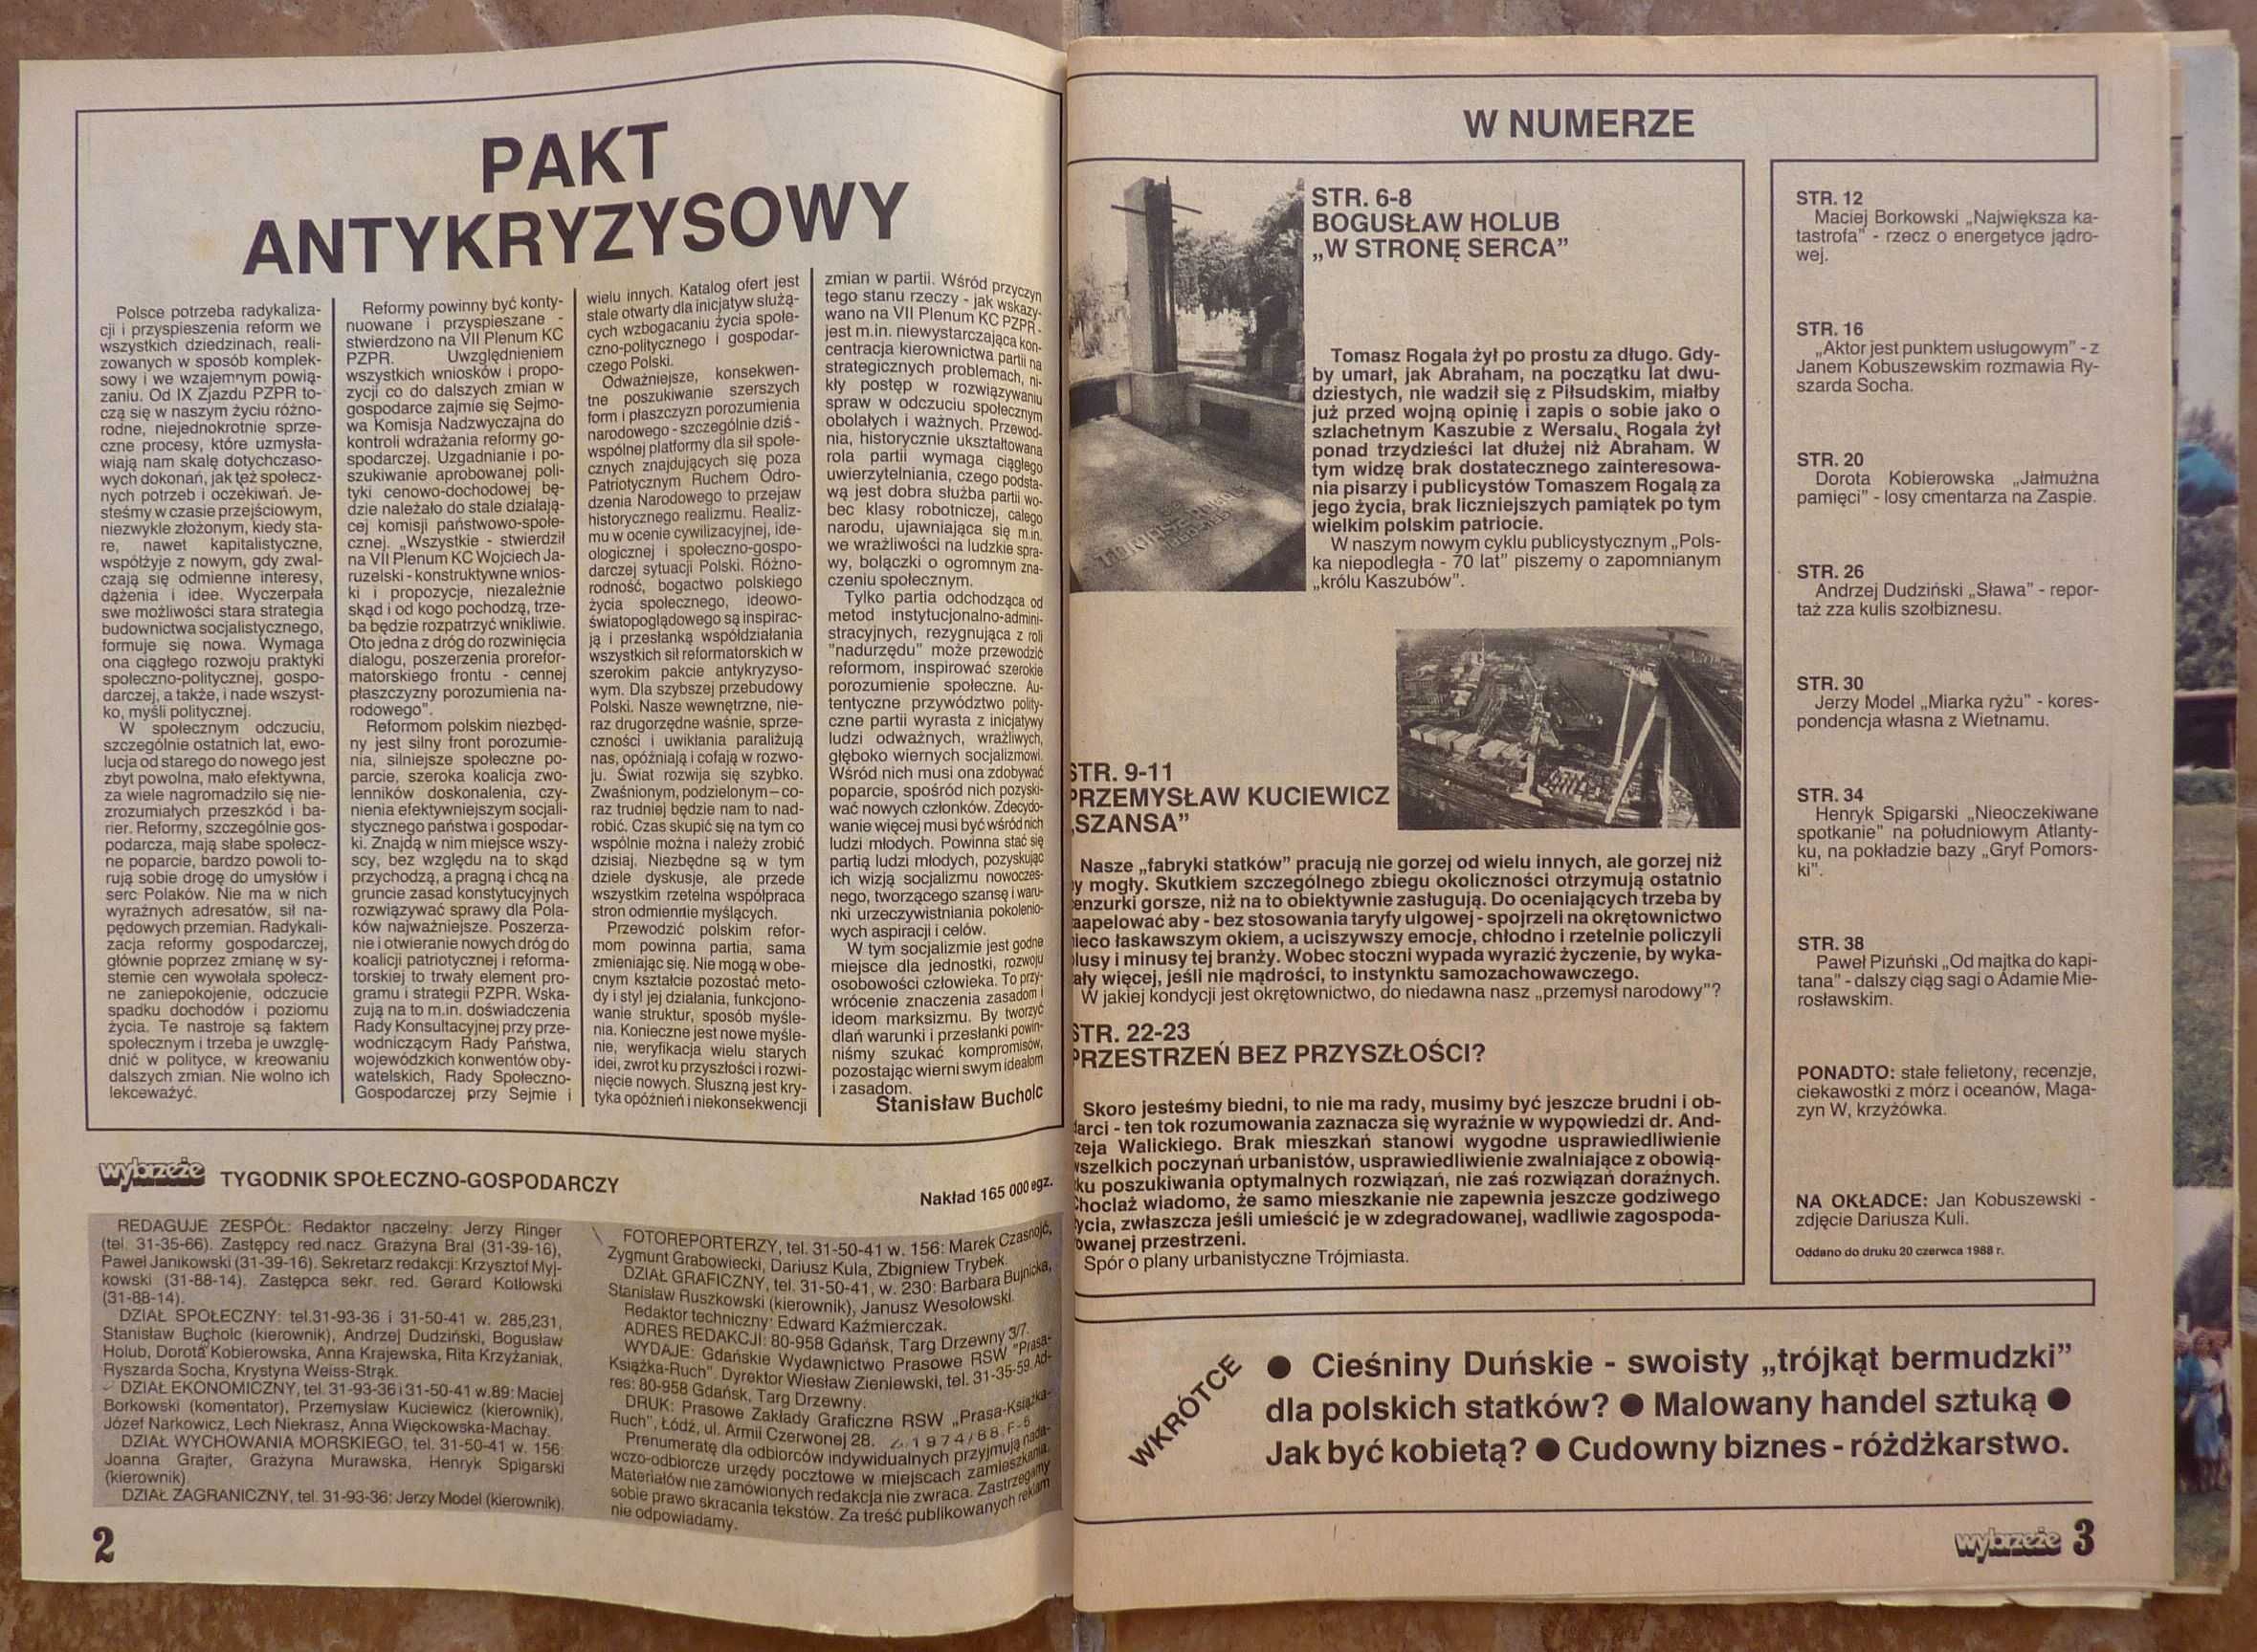 PAKT
ANTYKRYZYSOWY
Polsce potrzeba radykaliza-
cji i przyspieszenia reform we
wszystkich dziedzinach, reali-
zowanych w sposób komplek-
sowy i we wzajemnym powią-
zaniu. Od IX Zjazdu PZPR to-
czą się w naszym życiu różno-
rodne, niejednokrotnie sprze-
czne procesy, które uzmysła-
wiają nam skalę dotychczaso-
wych dokonań, jak też społecz-
nych potrzeb i oczekiwań. Je-
steśmy w czasie przejściowym,
niezwykle złożonym, kiedy sta-
re, nawet kapitalistyczne,
współżyje z nowym, gdy zwal-
czają się odmienne interesy,
dążenia i idee. Wyczerpała
swe możliwości stara strategia
budownictwa socjalistycznego,
formuje się nowa. Wymaga
ona ciągłego rozwoju praktyki
społeczno-politycznej, gospo-
darczej, a także, i nade wszyst-
ko, myśli politycznej.
W społecznym odczuciu,
szczególnie ostatnich lat, ewo-
lucja od starego do nowego jest
zbyt powolna, mało efektywna,
za wiele nagromadziło się nie-
zrozumiałych przeszkód i ba-
rier. Reformy, szczególnie gos-
podarcza, mają słabe społecz-
ne poparcie, bardzo powoli to-
rują sobie drogę do umysłów i
serc Polaków. Nie ma w nich
wyraźnych adresatów, sił na-
pędowych przemian. Radykali-
zacja reformy gospodarczej,
głównie poprzez zmianę w sy-
stemie cen wywołała społecz-
ne zaniepokojenie, odczucie
spadku dochodów i poziomu
życia. Te nastroje są faktem
społecznym i trzeba je uwzglę-
dnić w polityce, w kreowaniu
dalszych zmian. Nie wolno ich
lekceważyć.
Reformy powinny być konty-
nuowane i przyspieszane -
stwierdzono na VII Plenum KC
PZPR. Uwzględnieniem
wszystkich wniosków i propo-
zycji co do dalszych zmian w
gospodarce zajmie się Sejmo-
wa Komisja Nadzwyczajna do
kontroli wdrażania reformy go-
spodarczej. Uzgadnianie i po-
szukiwanie aprobowanej poli-
tyki cenowo-dochodowej bę-
dzie należało do stale działają-
cej komisji państwowo-społe-
cznej. „Wszystkie - stwierdził
na VII Plenum KC Wojciech Ja-
ruzelski - konstruktywne wnios-
ki i propozycje, niezależnie
skąd i od kogo pochodzą, trze-
ba będzie rozpatrzyć wnikliwie.
Oto jedna z dróg do rozwinięcia
dialogu, poszerzenia prorefor-
matorskiego frontu - cennej
płaszczyzny porozumienia na-
rodowego”.
Reformom polskim niezbęd-
ny jest silny front porozumie-
nia, silniejsze społeczne po-
parcie, szeroka koalicja zwo-
lenników doskonalenia, czy-
nienia efektywniejszym socjali-
stycznego państwa i gospodar-
ki. Znajdą w nim miejsce wszy-
scy, bez względu na to skąd
przychodzą, a pragną i chcą na
gruncie zasad konstytucyjnych
rozwiązywać sprawy dla Pola-
ków najważniejsze. Poszerza-
nie i otwieranie nowych dróg do
koalicji patriotycznej i reforma-
torskiej to trwały element pro-
gramu i strategii PZPR. Wska-
zują na to m.in. doświadczenia
Rady Konsultacyjnej przy prze-
wodniczącym Rady Państwa,
wojewódzkich konwentów oby-
watelskich, Rady Społeczno-
Gospodarczej przy Sejmie i
wielu innych. Katalog ofert jest
stale otwarty dla inicjatyw służą-
cych wzbogacaniu życia społe-
czno-politycznego i gospodar-
czego Polski.
Odważniejsze, konsekwen-
tne poszukiwanie szerszych
form i płaszczyzn porozumienia
narodowego - szczególnie dziś -
wspólnej platformy dla sił społe-
cznych znajdujących się poza
Patriotycznym Ruchem Odro-
dzenia Narodowego to przejaw
historycznego realizmu. Realiz-
mu w ocenie cywilizacyjnej, ide-
ologicznej i społeczno-gospo-
darczej sytuacji Polski. Różno-
rodność, bogactwo polskiego
życia społecznego, ideowo-
światopoglądowego są inspirac-
ją i przesłanką współdziałania
wszystkich sił reformatorskich w
szerokim pakcie antykryzyso-
wym. Dla szybszej przebudowy
Polski. Nasze wewnętrzne, nie-
raz drugorzędne waśnie, sprze-
czności i uwikłania paraliżują
nas, opóźniają i cofają w rozwo-
ju. Świat rozwija się szybko.
Zwaśnionym, podzielonym – co-
raz trudniej będzie nam to nad-
robić. Czas skupić się na tym co
wspólnie można i należy zrobić
dzisiaj. Niezbędne są w tym
dziele dyskusje, ale przede
wszystkim rzetelna współpraca
stron odmiennie myślących.
Przewodzić polskim refor-
mom powinna partia, sama
zmieniając się. Nie mogą w obe-
cnym kształcie pozostać meto-
dy i styl jej działania, funkcjono-
wanie struktur, sposób myśle-
nia. Konieczne jest nowe myśle-
nie, weryfikacja wielu starych
idei, zwrot ku przyszłości i rozwi-
nięcie nowych. Słuszną jest kry-
tyka opóźnień i niekonsekwencji
zmian w partii. Wśród przyczyn
tego stanu rzeczy - jak wskazy-
wano na VII Plenum KC PZPR -
jest m.in. niewystarczająca kon-
centracja kierownictwa partii na
strategicznych problemach, ni-
kły postęp w rozwiązywaniu
spraw w odczuciu społecznym
obolałych i ważnych. Przewod-
nia, historycznie ukształtowana
rola partii wymaga ciągłego
uwierzytelniania, czego podsta-
wą jest dobra służba partii wo-
bec klasy robotniczej, całego
narodu, ujawniająca się m.in.
we wrażliwości na ludzkie spra-
wy, bolączki o ogromnym zna-
czeniu społecznym.
Tylko partia odchodząca od
metod instytucjonalno-admini-
stracyjnych, rezygnująca z roli
"nadurzędu" może przewodzić
reformom, inspirować szerokie
porozumienie społeczne. Au-
tentyczne przywództwo polity-
czne partii wyrasta z inicjatywy
ludzi odważnych, wrażliwych,
głęboko wiernych socjalizmowi.
Wśród nich musi ona zdobywać
poparcie, spośród nich pozyski-
wać nowych członków. Zdecydo-
wanie więcej musi być wśród nich
ludzi młodych. Powinna stać się
partią ludzi młodych, pozyskując
ich wizją socjalizmu nowoczes-
nego, tworzącego szansę i waru-
nki urzeczywistniania pokolenio-
wych aspiracji i celów.
W tym socjalizmie jest godne
miejsce dla jednostki, rozwoju
osobowości człowieka. To przy-
wrócenie znaczenia zasadom i
ideom marksizmu. By tworzyć
dlań warunki i przesłanki powin-
niśmy szukać kompromisów,
pozostając wierni swym ideałom
i zasadom.
Stanisław Bucholc
wybrzeże TYGODNIK SPOŁECZNO-GOSPODARCZY
Nakład 165 000 egz.
REDAGUJE ZESPÓŁ: Redaktor naczelny: Jerzy Ringer
(tel. 31-35-66). Zastępcy red.nacz. Grażyna Bral (31-39-16),
Paweł Janikowski (31-39-16). Sekretarz redakcji: Krzysztof Myj-
kowski (31-88-14). Zastępca sekr. red. Gerard Kotłowski
(31-88-14).
DZIAŁ SPOŁECZNY: tel.31-93-36 i 31-50-41 w. 285,231,
Stanisław Bucholc (kierownik), Andrzej Dudziński, Bogusław
Holub, Dorota Kobierowska, Anna Krajewska, Rita Krzyżaniak,
Ryszarda Socha, Krystyna Weiss-Strąk.
DZIAŁ EKONOMICZNY, tel. 31-93-36 i 31-50-41 w.89: Maciej
Borkowski (komentator), Przemysław Kuciewicz (kierownik),
Józef Narkowicz, Lech Niekrasz, Anna Więckowska-Machay.
DZIAŁ WYCHOWANIA MORSKIEGO, tel. 31-50-41 w. 156:
Joanna Grajter, Grażyna Murawska, Henryk Spigarski
(kierownik).
DZIAŁ ZAGRANICZNY, tel. 31-93-36: Jerzy Model (kierownik).
FOTOREPORTERZY, tel. 31-50-41 w. 156: Marek Czasnojć,
Zygmunt Grabowiecki, Dariusz Kula, Zbigniew Trybek.
DZIAŁ GRAFICZNY, tel. 31-50-41, w. 230: Barbara Bujnicka,
Stanisław Ruszkowski (kierownik), Janusz Wesołowski.
Redaktor techniczny: Edward Kaźmierczak.
ADRES REDAKCJI: 80-958 Gdańsk, Targ Drzewny 3/7.
WYDAJE: Gdańskie Wydawnictwo Prasowe RSW "Prasa-
Książka-Ruch". Dyrektor Wiesław Zieniewski, tel. 31-35-59. Ad-
res: 80-958 Gdańsk, Targ Drzewny.
DRUK: Prasowe Zakłady Graficzne RSW „Prasa-Książka-
Ruch”, Łódź, ul. Armii Czerwonej 28. Z. 1974/88. F-6
Prenumeratę dla odbiorców indywidualnych przyjmują nada-
wczo-odbiorcze urzędy pocztowe w miejscach zamieszkania.
Materiałów nie zamówionych redakcja nie zwraca. Zastrzegamy
sobie prawo skracania tekstów. Za treść publikowanych reklam
nie odpowiadamy.
2
W NUMERZE
STR. 6-8
BOGUSŁAW HOLUB
„W STRONĘ SERCA”
Tomasz Rogala żył po prostu za długo. Gdy-
by umarł, jak Abraham, na początku lat dwu-
dziestych, nie wadził się z Piłsudskim, miałby
już przed wojną opinię i zapis o sobie jako o
szlachetnym Kaszubie z Wersalu. Rogala żył
ponad trzydzieści lat dłużej niż Abraham. W
tym widzę brak dostatecznego zainteresowa-
nia pisarzy i publicystów Tomaszem Rogalą za
jego życia, brak liczniejszych pamiątek po tym
wielkim polskim patriocie.
W naszym nowym cyklu publicystycznym „Pols-
ka niepodległa - 70 lat” piszemy o zapomnianym
„królu Kaszubów”.
STR. 9-11
PRZEMYSŁAW KUCIEWICZ
„SZANSA”
Nasze „fabryki statków” pracują nie gorzej od wielu innych, ale gorzej niż
y mogły. Skutkiem szczególnego zbiegu okoliczności otrzymują ostatnio
enzurki gorsze, niż na to obiektywnie zasługują. Do oceniających trzeba by
aapelować aby - bez stosowania taryfy ulgowej - spojrzeli na okrętownictwo
ieco łaskawszym okiem, a uciszywszy emocje, chłodno i rzetelnie policzyli
lusy i minusy tej branży. Wobec stoczni wypada wyrazić życzenie, by wyka-
ały więcej, jeśli nie mądrości, to instynktu samozachowawczego.
W jakiej kondycji jest okrętownictwo, do niedawna nasz „przemysł narodowy”?
STR. 22-23
PRZESTRZEŃ BEZ PRZYSZŁOŚCI?
Skoro jesteśmy biedni, to nie ma rady, musimy być jeszcze brudni i ob-
darci - ten tok rozumowania zaznacza się wyraźnie w wypowiedzi dr. And-
zeja Walickiego. Brak mieszkań stanowi wygodne usprawiedliwienie
wszelkich poczynań urbanistów, usprawiedliwienie zwalniające z obowią-
ku poszukiwania optymalnych rozwiązań, nie zaś rozwiązań doraźnych.
Chociaż wiadomo, że samo mieszkanie nie zapewnia jeszcze godziwego
ycia, zwłaszcza jeśli umieścić je w zdegradowanej, wadliwie zagospoda-
owanej przestrzeni.
Spór o plany urbanistyczne Trójmiasta.
STR. 12
Maciej Borkowski „Największa ka-
tastrofa” - rzecz o energetyce jądro-
wej.
STR. 16
„Aktor jest punktem usługowym” - z
Janem Kobuszewskim rozmawia Ry-
szarda Socha.
STR. 20
Dorota Kobierowska „Jałmużna
pamięci” - losy cmentarza na Zaspie.
STR. 26
Andrzej Dudziński „Sława” - repor-
taż zza kulis szołbiznesu.
STR. 30
Jerzy Model „Miarka ryżu” - kores-
pondencja własna z Wietnamu.
STR. 34
Henryk Spigarski „Nieoczekiwane
spotkanie” na południowym Atlanty-
ku, na pokładzie bazy „Gryf Pomors-
ki”.
STR. 38
Paweł Pizuński „Od majtka do kapi-
tana” - dalszy ciąg sagi o Adamie Mie-
rosławskim.
PONADTO: stałe felietony, recenzje,
ciekawostki z mórz i oceanów, Maga-
zyn W, krzyżówka.
NA OKŁADCE: Jan Kobuszewski -
zdjęcie Dariusza Kuli.
Oddano do druku 20 czerwca 1988 r.
WKRÓTCE
● Cieśniny Duńskie - swoisty „trójkąt bermudzki”
dla polskich statków? ● Malowany handel sztuką ●
Jak być kobietą? ● Cudowny biznes - różdżkarstwo.
wybrzeże 3